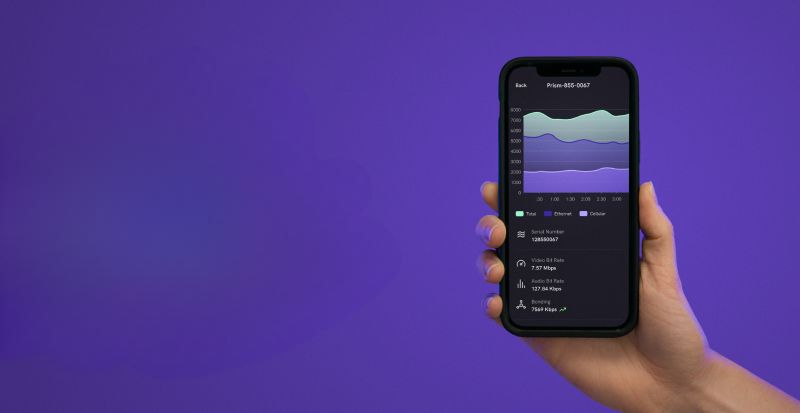 Back Prism-855-0067
8000
7000
6000
5000
4000
3000
2000
1000
0
:30 1:00 1:30 2:00 2:30 3:00
Total Ethernet Cellular
Serial Number
128550067
Video Bit Rate
7.57 Mbps
Audio Bit Rate
127.84 Kbps
Bonding
7569 Kbps